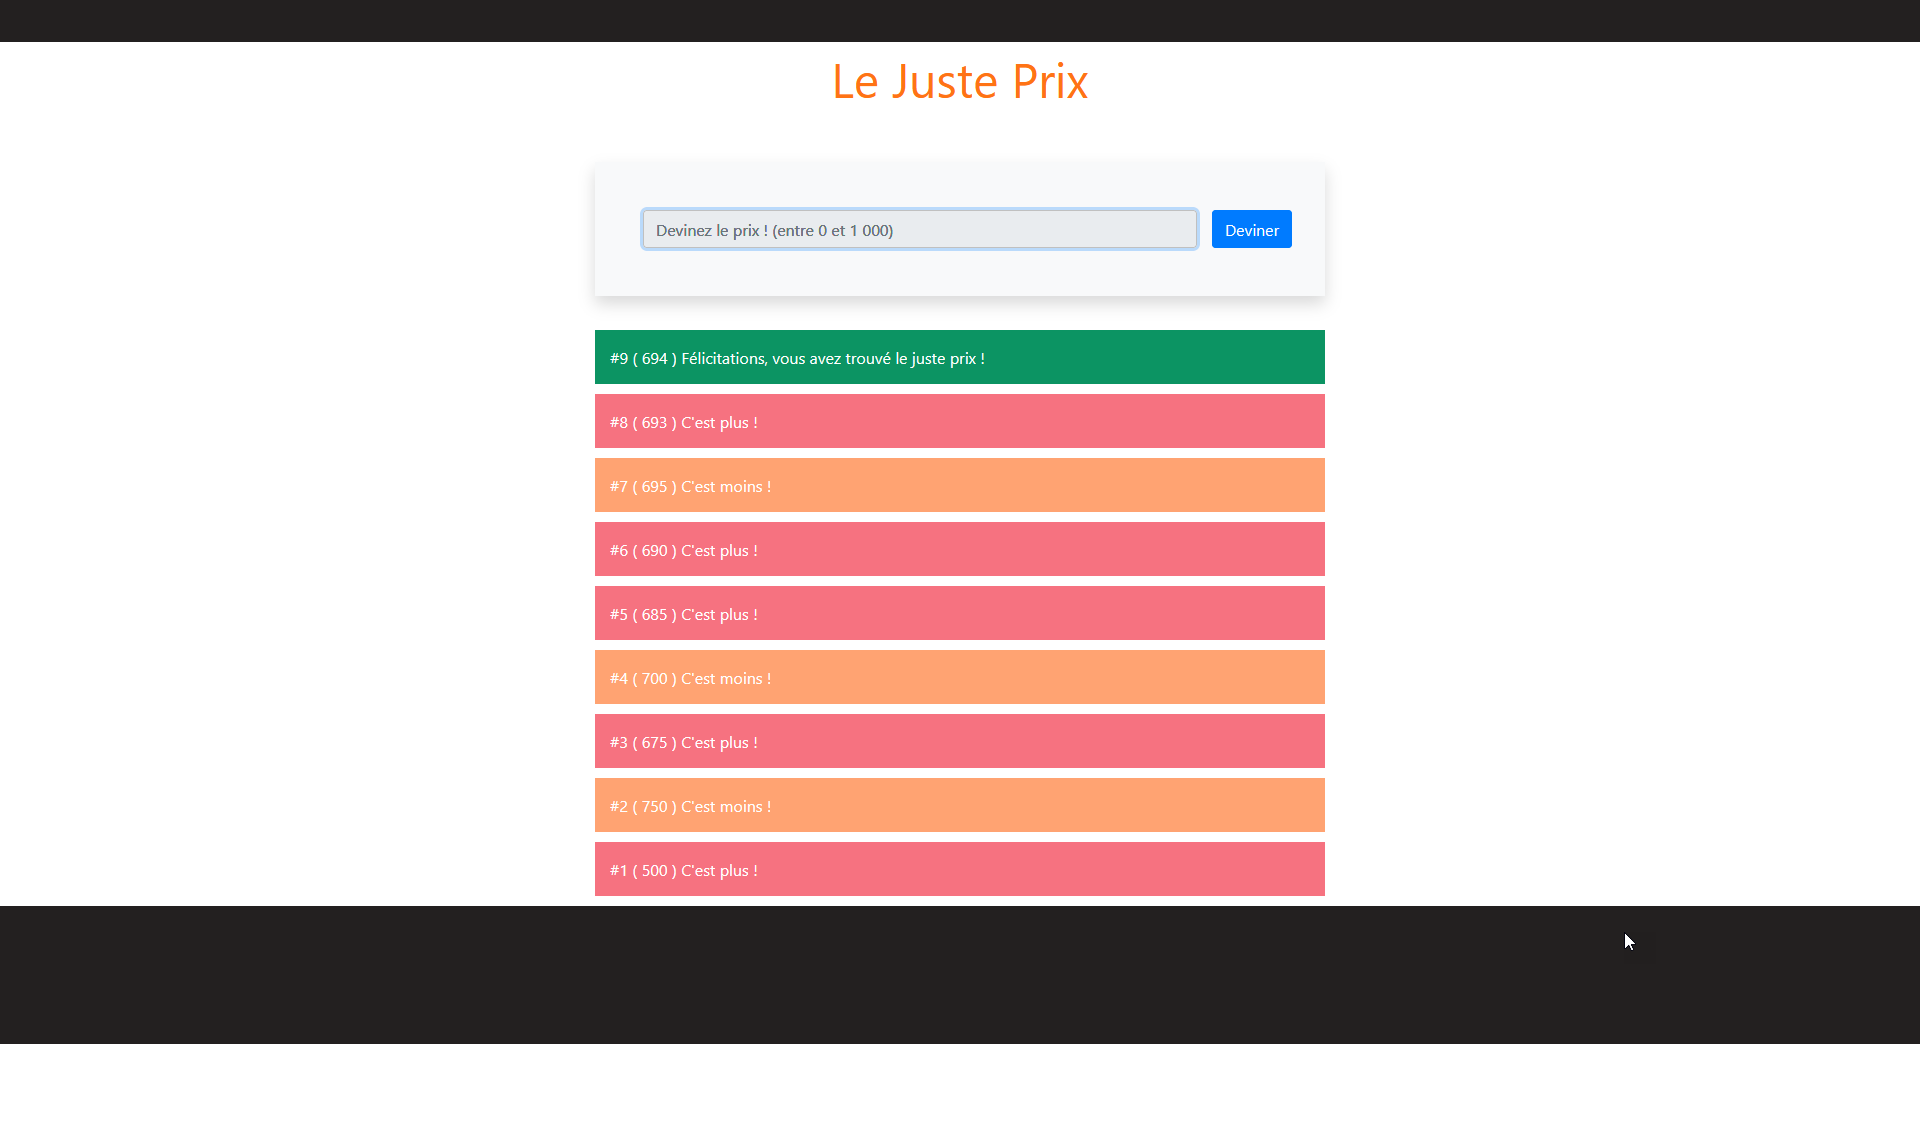 Le Juste Prix
Devinez le prix ! (entre 0 et 1 000)
Deviner
#9 ( 694 ) Félicitations, vous avez trouvé le juste prix !
#8 ( 693 ) C'est plus !
#7 ( 695 ) C'est moins !
#6 ( 690 ) C'est plus !
#5 ( 685 ) C'est plus !
#4 ( 700 ) C'est moins !
#3 ( 675 ) C'est plus !
#2 ( 750 ) C'est moins !
#1 ( 500 ) C'est plus !